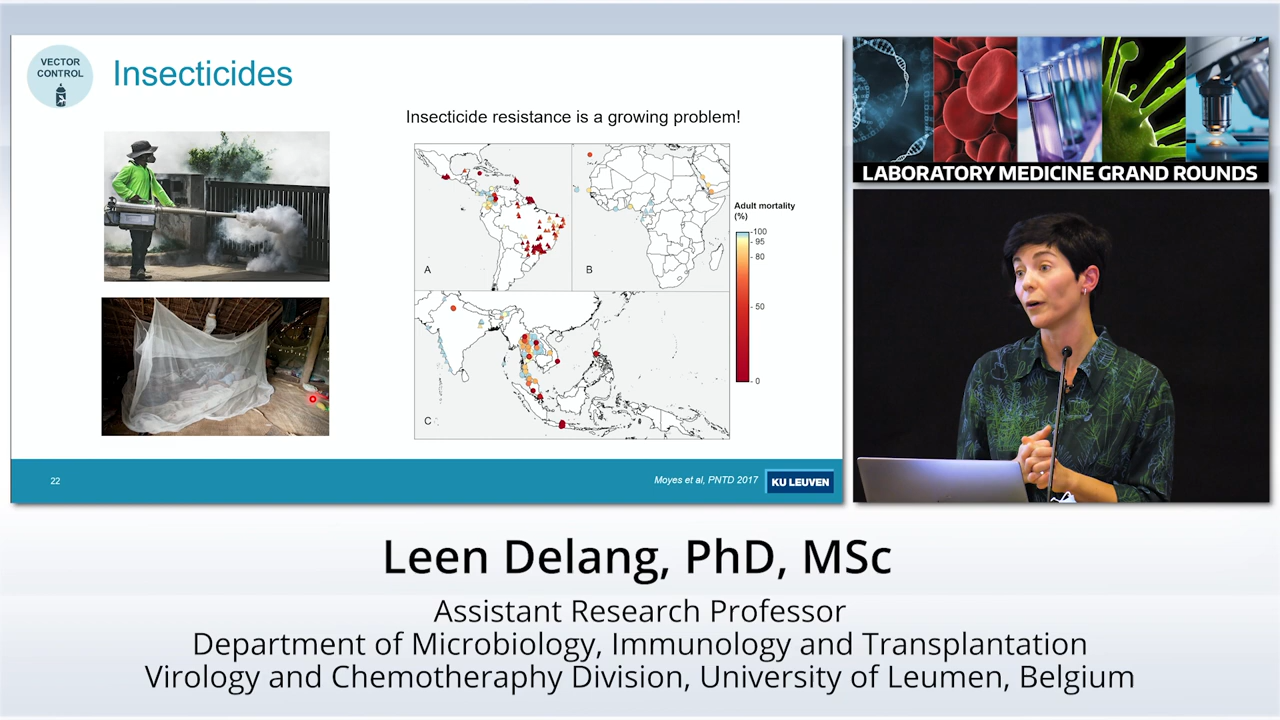 VECTOR
CONTROL
Insecticides
Insecticide resistance is a growing problem!
A
B
C
Adult mortality
(%)
100
95
80
50
0
22
Moyes et al, PNTD 2017
KU LEUVEN
LABORATORY MEDICINE GRAND ROUNDS
Leen Delang, PhD, MSc
Assistant Research Professor
Department of Microbiology, Immunology and Transplantation
Virology and Chemotheraphy Division, University of Leumen, Belgium